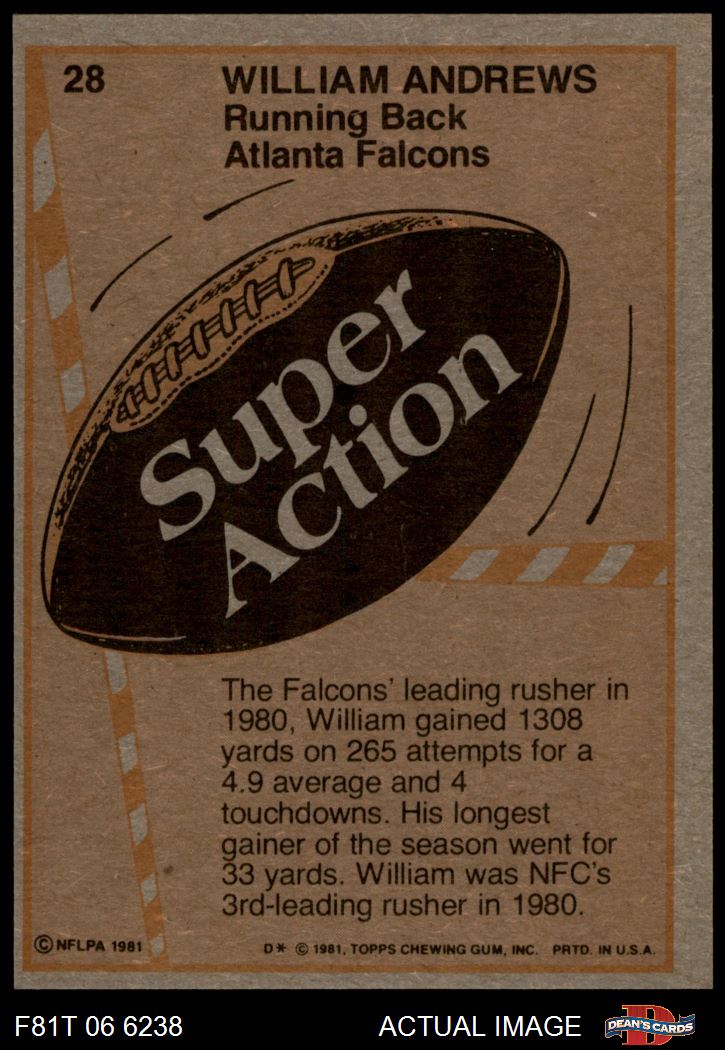 28
WILLIAM ANDREWS
Running Back
Atlanta Falcons
Super
Action
The Falcons' leading rusher in
1980, William gained 1308
yards on 265 attempts for a
4.9 average and 4
touchdowns. His longest
gainer of the season went for
33 yards. William was NFC's
3rd-leading rusher in 1980.
© NFLPA 1981
D* © 1981, TOPPS CHEWING GUM, INC. PRTD. IN U.S.A.
F81T 06 6238
ACTUAL IMAGE
D
DEAN'S CARDS